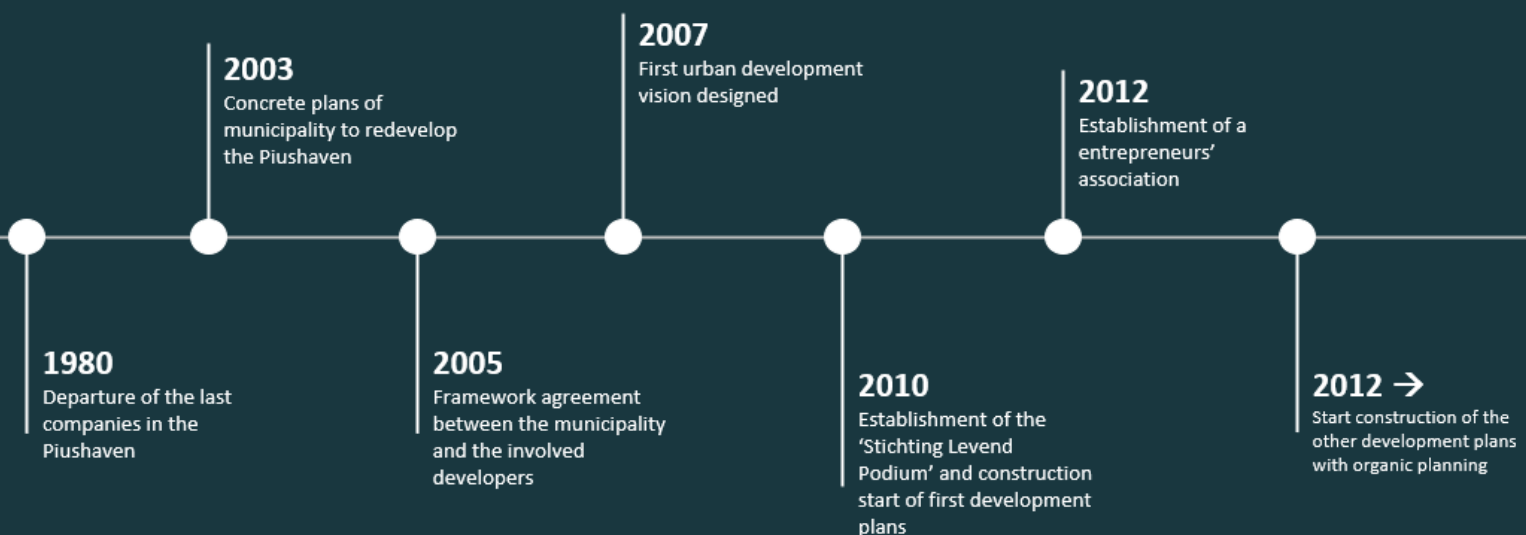 1980
Departure of the last
companies in the
Piushaven
2003
Concrete plans of
municipality to redevelop
the Piushaven
2005
Framework agreement
between the municipality
and the involved
developers
2007
First urban development
vision designed
2010
Establishment of the
‘Stichting Levend
Podium’ and construction
start of first development
plans
2012
Establishment of a
entrepreneurs’
association
2012 →
Start construction of the
other development plans
with organic planning